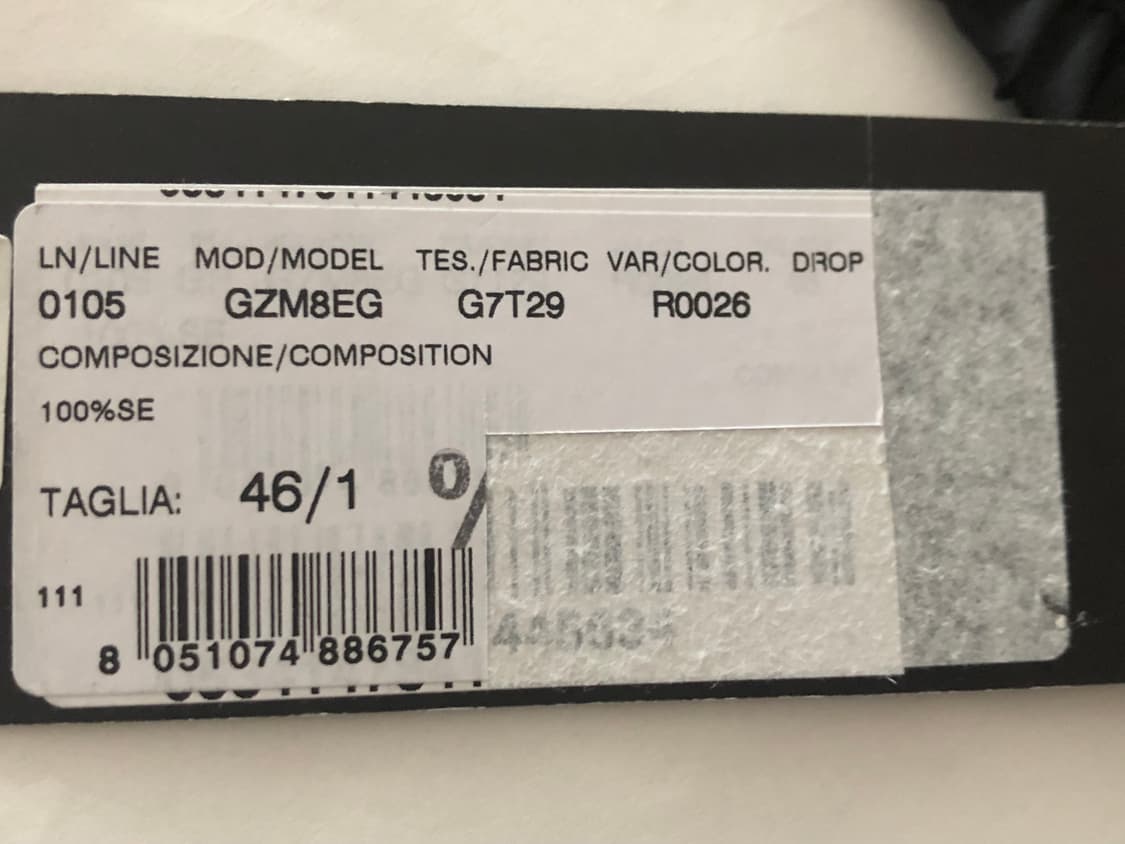 LN/LINE MOD/MODEL TES./FABRIC VAR/COLOR. DROP
0105 GZM8EG G7T29 R0026
COMPOSIZIONE/COMPOSITION
100%SE
TAGLIA: 46/1 %
111
8 051074 886757